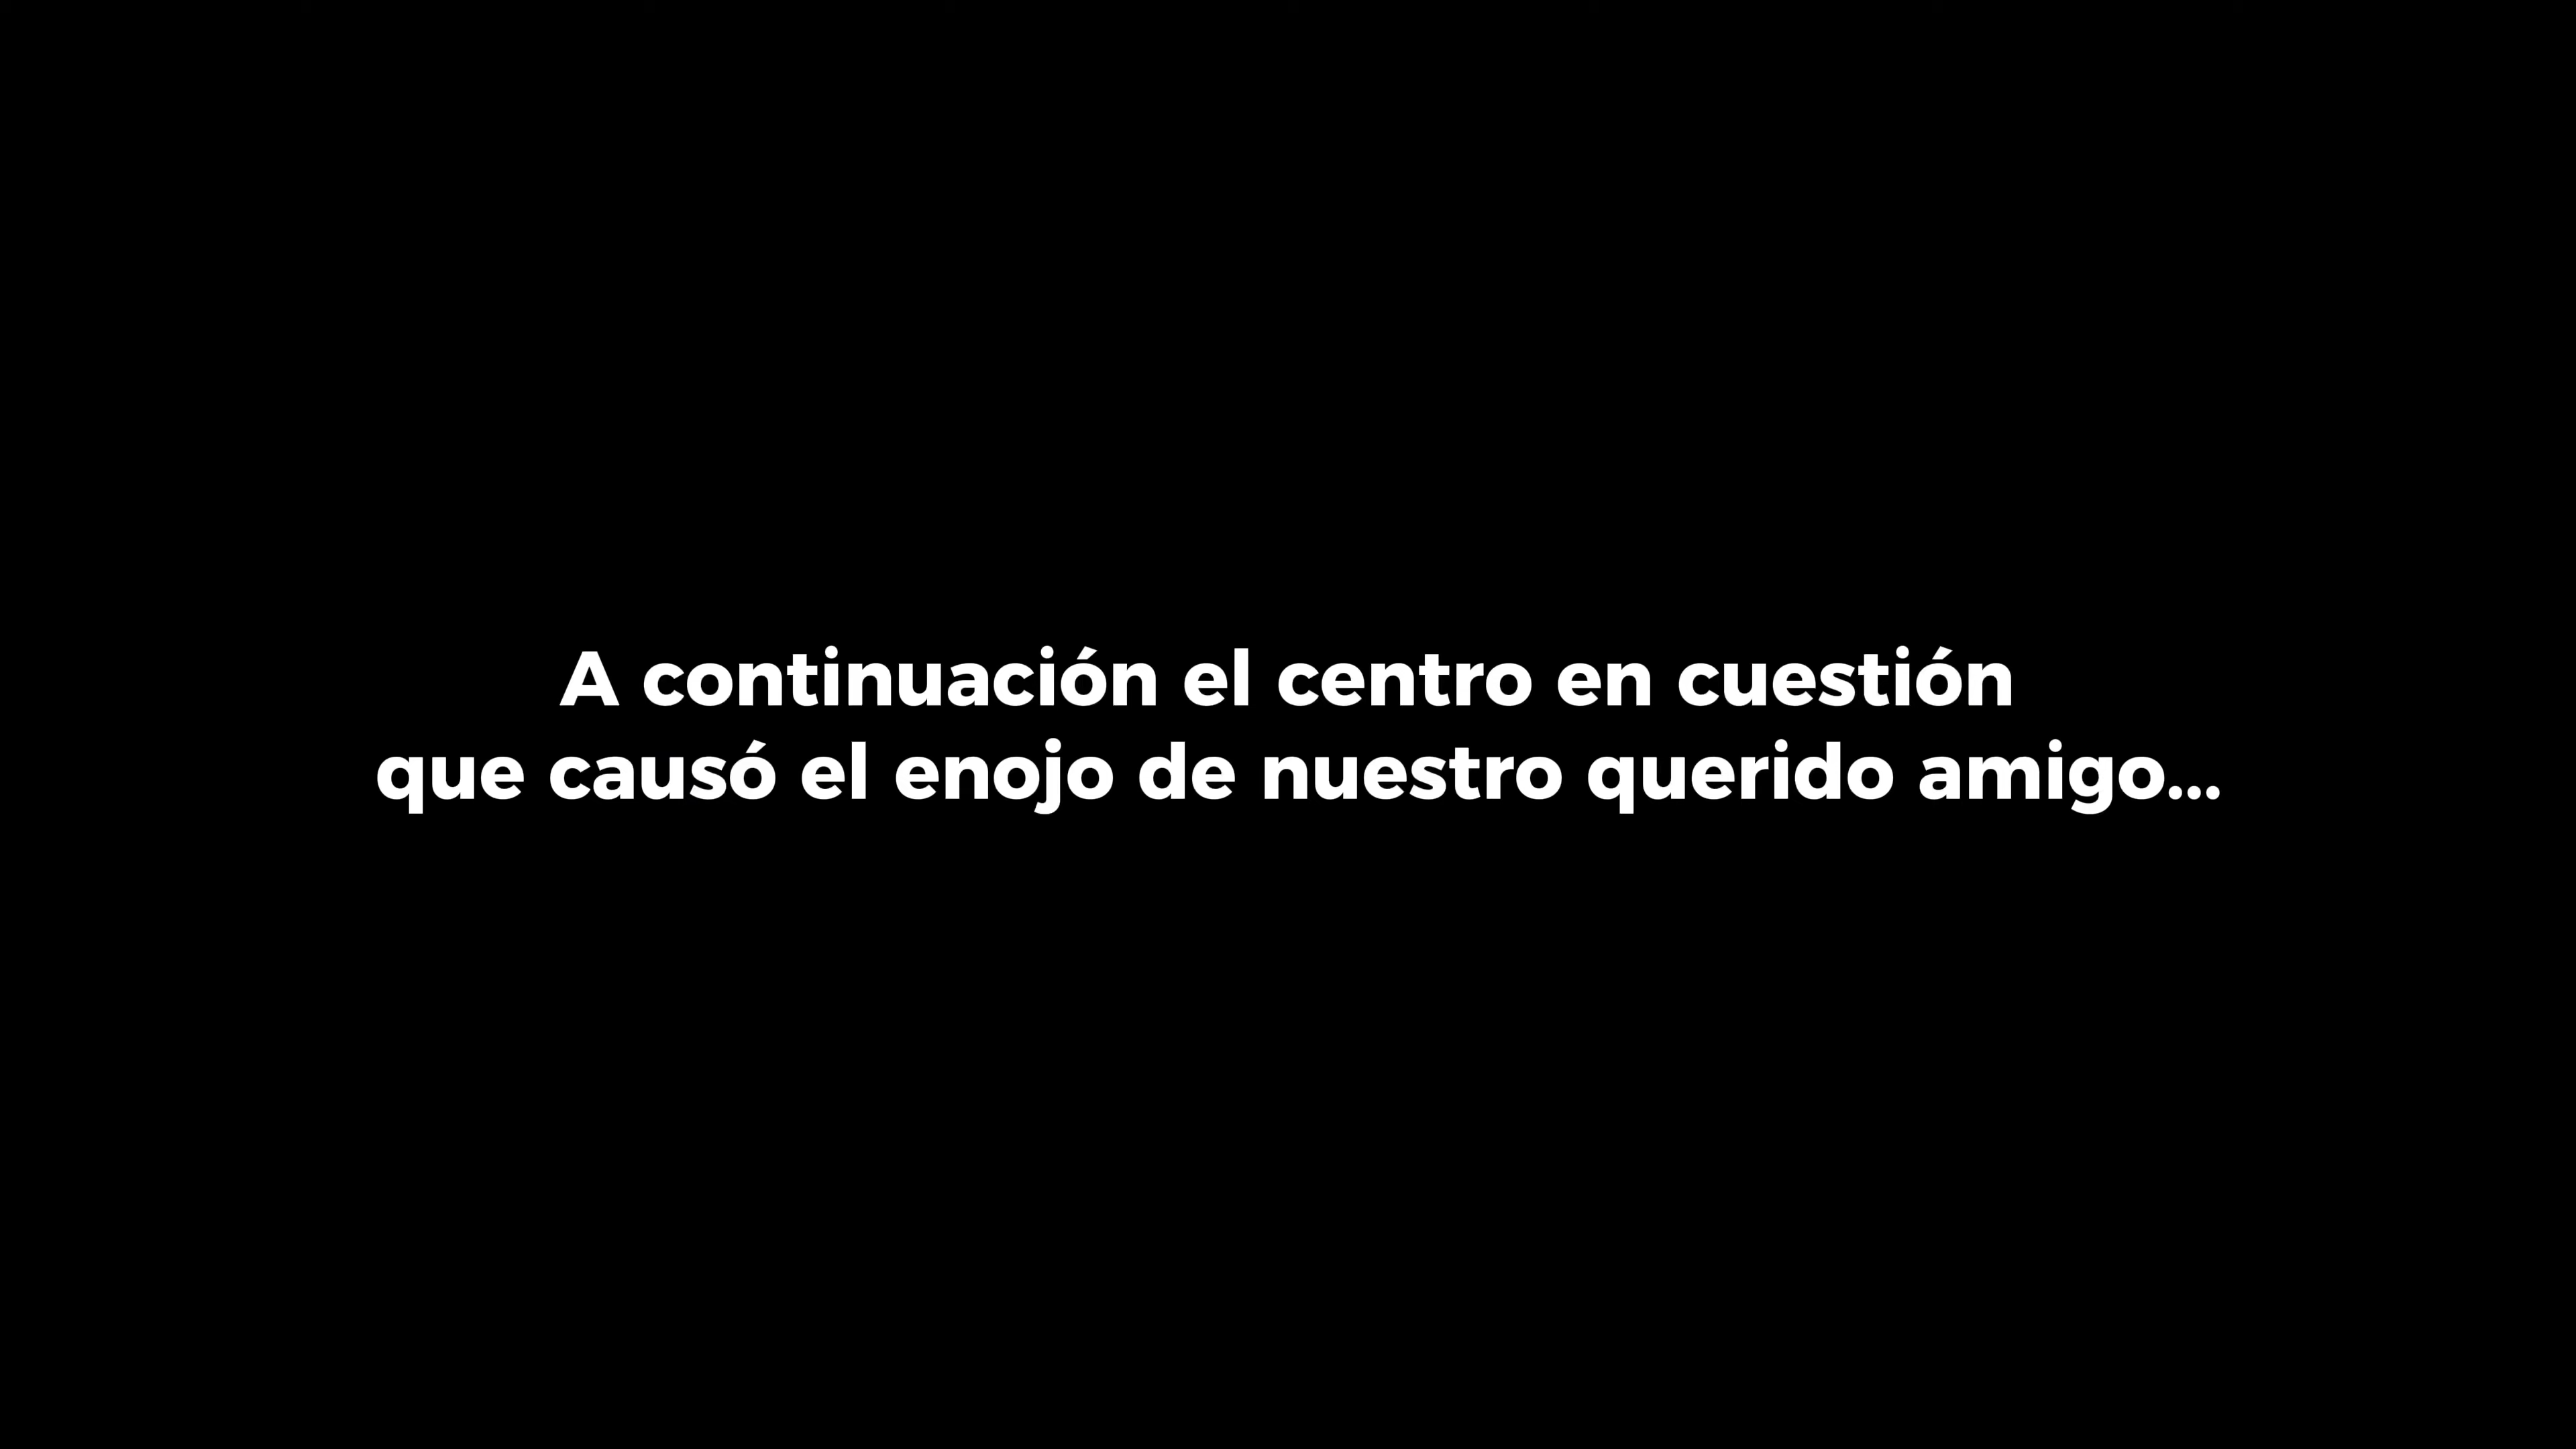 A continuación el centro en cuestión
que causó el enojo de nuestro querido amigo...